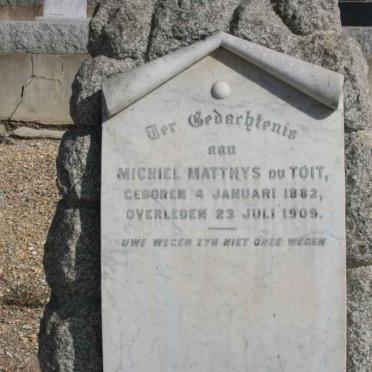 Ter Gedachtenis
aan
MICHIEL MATTHYS DU TOIT,
GEBOREN 4 JANUARI 1882,
OVERLEDEN 23 JULI 1909.
UWE WEGEN ZYN NIET ONZE WEGEN